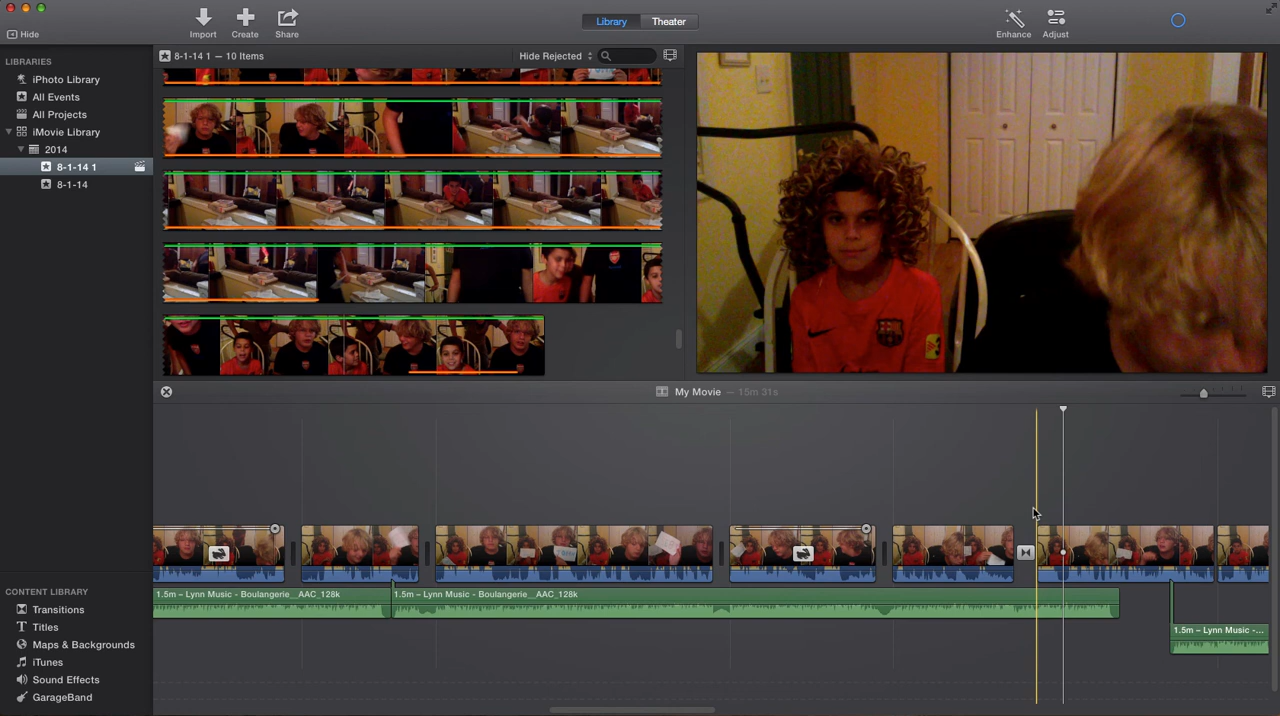 Hide
Import
Create
Share
Library
Theater
Enhance
Adjust
LIBRARIES
iPhoto Library
All Events
All Projects
iMovie Library
2014
8-1-14 1
8-1-14
8-1-14 1 — 10 Items
Hide Rejected
My Movie — 15m 31s
1.5m – Lynn Music - Boulangerie__AAC_128k
1.5m – Lynn Music - Boulangerie__AAC_128k
1.5m – Lynn Music -...
CONTENT LIBRARY
Transitions
Titles
Maps & Backgrounds
iTunes
Sound Effects
GarageBand